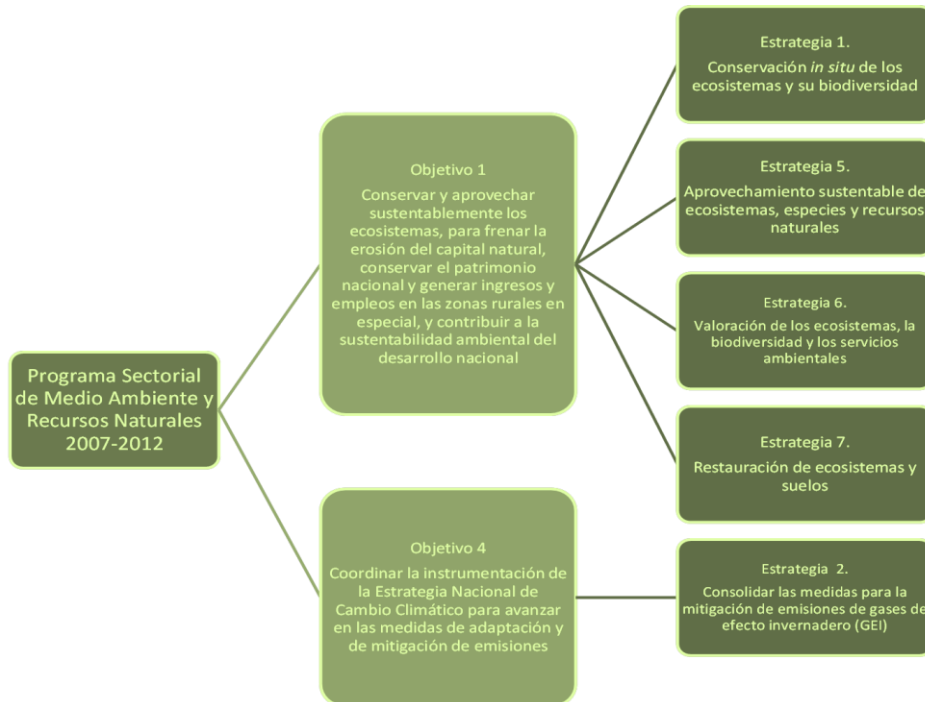 Programa Sectorial
de Medio Ambiente y
Recursos Naturales
2007-2012
Objetivo 1
Conservar y aprovechar
sustentablemente los
ecosistemas, para frenar la
erosión del capital natural,
conservar el patrimonio
nacional y generar ingresos y
empleos en las zonas rurales en
especial, y contribuir a la
sustentabilidad ambiental del
desarrollo nacional
Estrategia 1.
Conservación in situ de los
ecosistemas y su biodiversidad
Estrategia 5.
Aprovechamiento sustentable de
ecosistemas, especies y recursos
naturales
Estrategia 6.
Valoración de los ecosistemas, la
biodiversidad y los servicios
ambientales
Estrategia 7.
Restauración de ecosistemas y
suelos
Objetivo 4
Coordinar la instrumentación de
la Estrategia Nacional de
Cambio Climático para avanzar
en las medidas de adaptación y
de mitigación de emisiones
Estrategia 2.
Consolidar las medidas para la
mitigación de emisiones de gases de
efecto invernadero (GEI)